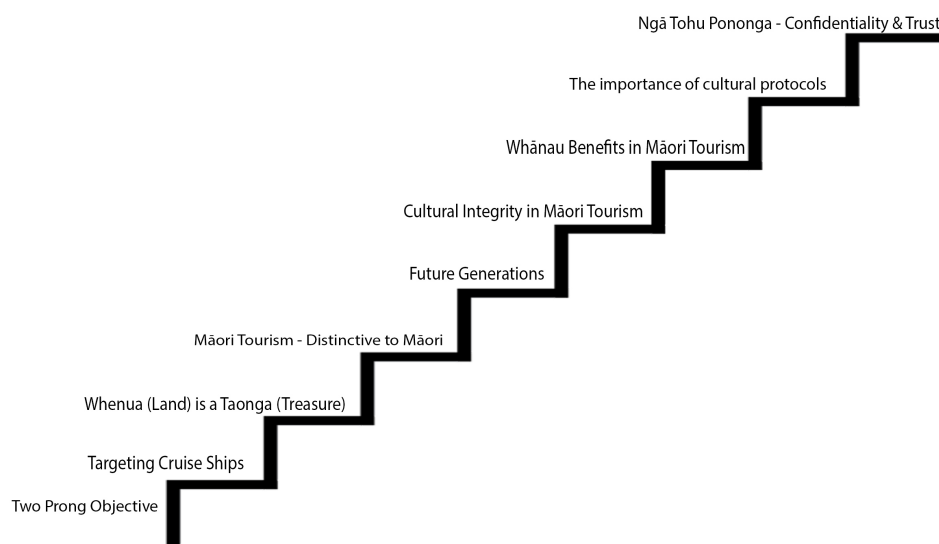 Ngā Tohu Pononga - Confidentiality & Trust
The importance of cultural protocols
Whānau Benefits in Māori Tourism
Cultural Integrity in Māori Tourism
Future Generations
Māori Tourism - Distinctive to Māori
Whenua (Land) is a Taonga (Treasure)
Targeting Cruise Ships
Two Prong Objective